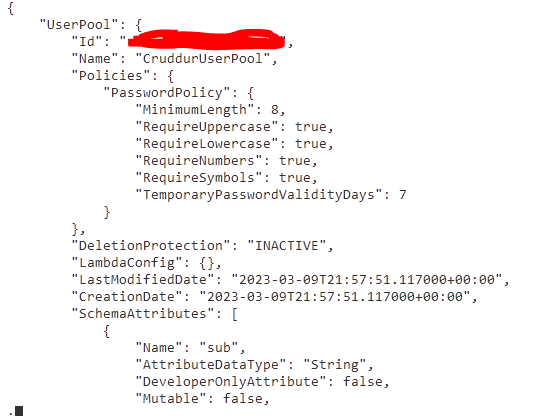 {
    "UserPool": {
        "Id": "",
        "Name": "CruddurUserPool",
        "Policies": {
            "PasswordPolicy": {
                "MinimumLength": 8,
                "RequireUppercase": true,
                "RequireLowercase": true,
                "RequireNumbers": true,
                "RequireSymbols": true,
                "TemporaryPasswordValidityDays": 7
            }
        },
        "DeletionProtection": "INACTIVE",
        "LambdaConfig": {},
        "LastModifiedDate": "2023-03-09T21:57:51.117000+00:00",
        "CreationDate": "2023-03-09T21:57:51.117000+00:00",
        "SchemaAttributes": [
            {
                "Name": "sub",
                "AttributeDataType": "String",
                "DeveloperOnlyAttribute": false,
                "Mutable": false,
.